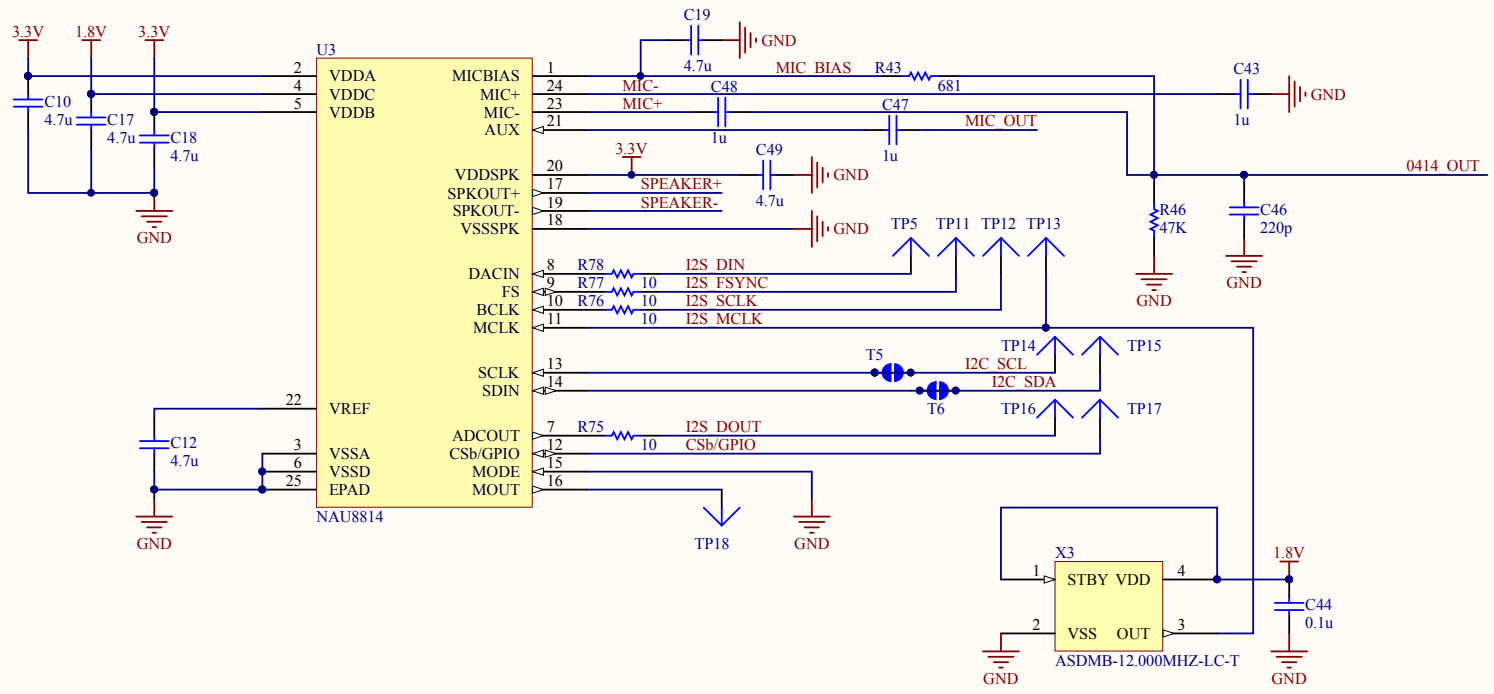 3.3V 1.8V 3.3V
C10
4.7u
C17
4.7u
C18
4.7u
GND
U3
2 VDDA
4 VDDC
5 VDDB
22 VREF
3 VSSA
6 VSSD
25 EPAD
NAU8814
C12
4.7u
GND
MICBIAS 1
MIC+ 24
MIC- 23
AUX 21
VDDSPK 20
SPKOUT+ 17
SPKOUT- 19
VSSSPK 18
DACIN 8
FS 9
BCLK 10
MCLK 11
SCLK 13
SDIN 14
ADCOUT 7
CSb/GPIO 12
MODE 15
MOUT 16
C19
4.7u
GND
MIC_BIAS
R43
681
MIC-
C43
1u
GND
MIC+
C48
1u
C47
1u
MIC_OUT
3.3V
C49
4.7u
GND
SPEAKER+
SPEAKER-
GND
0414_OUT
R46
47K
GND
C46
220p
GND
TP5 TP11 TP12 TP13
R78 I2S_DIN
R77 10 I2S_FSYNC
R76 10 I2S_SCLK
10 I2S_MCLK
T5
I2C_SCL
TP14 TP15
T6
I2C_SDA
TP16 TP17
R75 I2S_DOUT
10 CSb/GPIO
TP18
GND
X3
1 STBY VDD 4
2 VSS OUT 3
ASDMB-12.000MHZ-LC-T
GND
1.8V
C44
0.1u
GND